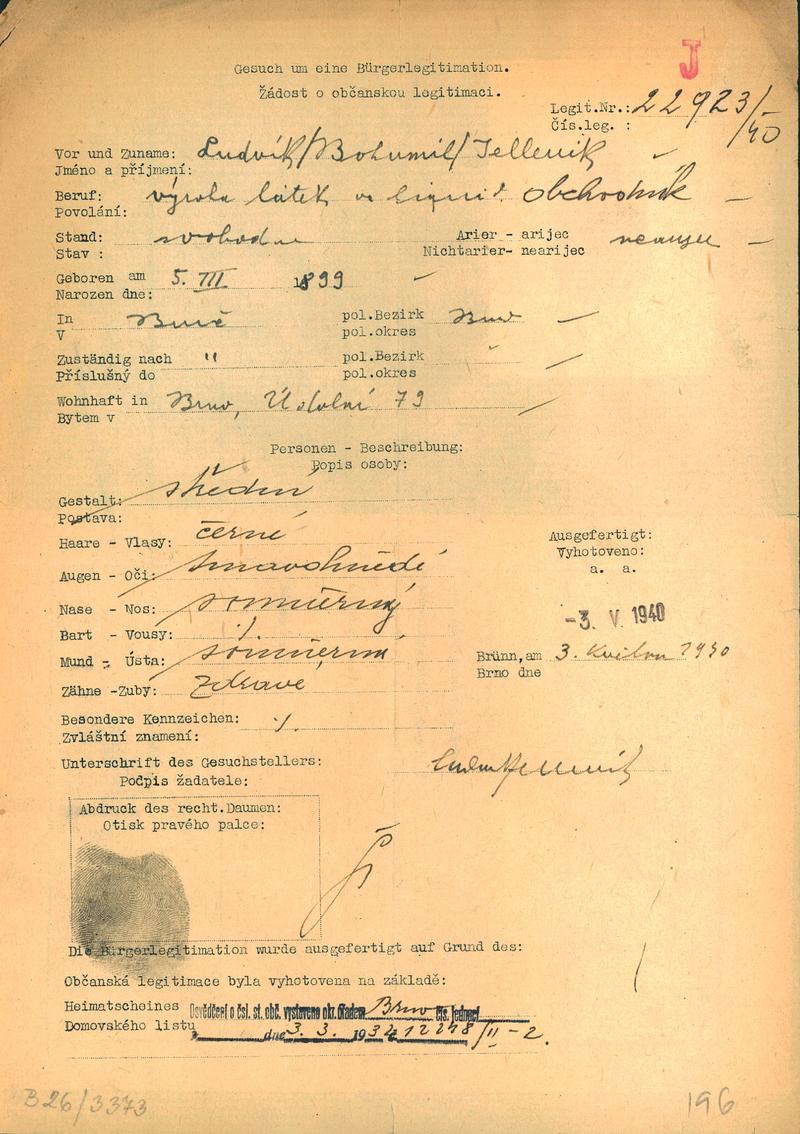 J
Gesuch um eine Bürgerlegitimation.
Žádost o občanskou legitimaci.
Legit.Nr.: 22923/40
Čís.leg. :
Vor und Zuname: Ludvík/Bohumil/Jelleník
Jméno a příjmení:
Beruf: výroba látek v liquid. obchodník
Povolání:
Stand: svoboden Arier - arijec
Stav : Nichtarier- nearijec
Geboren am 5. III 1899
Narozen dne:
In Brně pol.Bezirk Brno
V pol.okres
Zuständig nach " pol.Bezirk "
Příslušný do pol.okres
Wohnhaft in Brno, Údolní 79
Bytem v
Personen - Beschreibung:
Popis osoby:
Gestalt: střední
Postava:
Haare - Vlasy: černé
Augen - Oči: tmavohnědé
Nase - Nos: souměrný
Bart - Vousy: ⁒
Mund - Ústa: souměrná
Zähne -Zuby: zdravé
Ausgefertigt:
Vyhotoveno:
a. a.
-3. V. 1940
Brünn,am 3. května 1940
Brno dne
Besondere Kennzeichen: ⁒
Zvláštní znamení:
Unterschrift des Gesuchstellers:
Podpis žadatele:
Abdruck des recht.Daumen:
Otisk pravého palce:
Die Bürgerlegitimation wurde ausgefertigt auf Grund des:
Občanská legitimace byla vyhotovena na základě:
Heimatscheines Osvědčení o čsl. st. obč. vystaveno okr. úřadem Brno čís. jednací
Domovského listu dne 3. 3. 1934 12248/II-2.
B26/3373
196